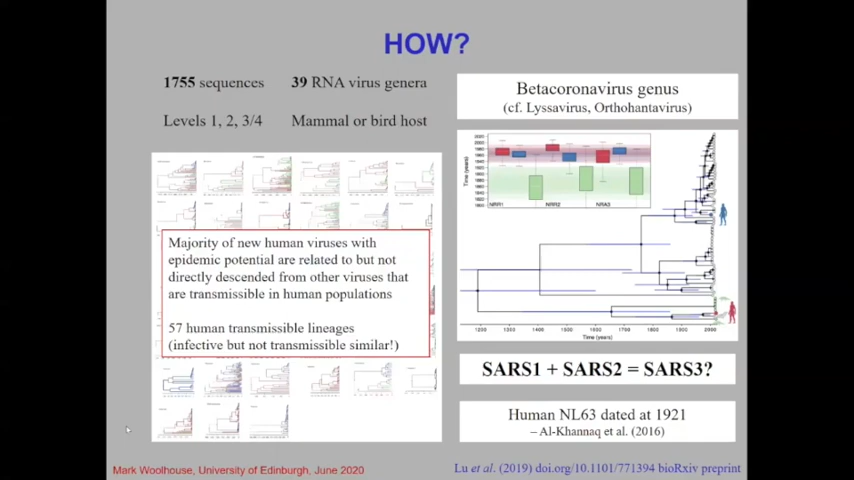 HOW?
1755 sequences
39 RNA virus genera
Levels 1, 2, 3/4
Mammal or bird host
Majority of new human viruses with
epidemic potential are related to but not
directly descended from other viruses that
are transmissible in human populations
57 human transmissible lineages
(infective but not transmissible similar!)
Betacoronavirus genus
(cf. Lyssavirus, Orthohantavirus)
Time (years)
NRR1
NRR2
NRA3
1200 1300 1400 1500 1600 1700 1800 1900 2000
Time (years)
SARS1 + SARS2 = SARS3?
Human NL63 dated at 1921
– Al-Khannaq et al. (2016)
Mark Woolhouse, University of Edinburgh, June 2020
Lu et al. (2019) doi.org/10.1101/771394 bioRxiv preprint